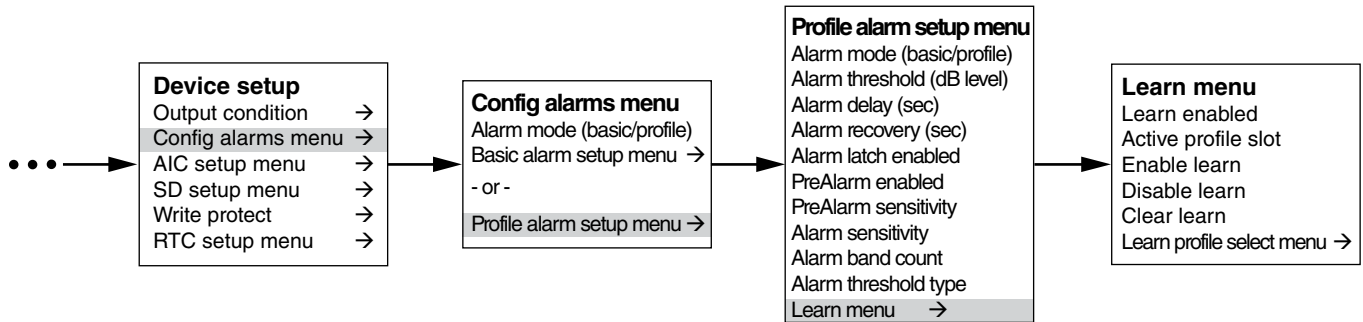 Device setup
Output condition →
Config alarms menu →
AIC setup menu →
SD setup menu →
Write protect →
RTC setup menu →
Config alarms menu
Alarm mode (basic/profile)
Basic alarm setup menu →
- or -
Profile alarm setup menu →
Profile alarm setup menu
Alarm mode (basic/profile)
Alarm threshold (dB level)
Alarm delay (sec)
Alarm recovery (sec)
Alarm latch enabled
PreAlarm enabled
PreAlarm sensitivity
Alarm sensitivity
Alarm band count
Alarm threshold type
Learn menu →
Learn menu
Learn enabled
Active profile slot
Enable learn
Disable learn
Clear learn
Learn profile select menu →